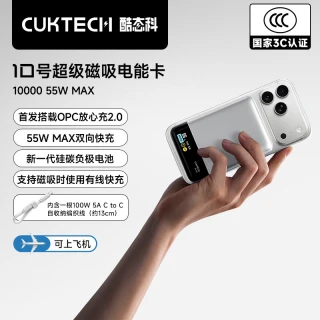 CUKTECH 酷态科
CCC
国家3C认证
10号超级磁吸电能卡
10000 55W MAX
首发搭载OPC放心充2.0
55W MAX双向快充
新一代硅碳负极电池
支持磁吸时使用有线快充
内含一根100W 5A C to C
自收纳编织线（约13cm）
可上飞机